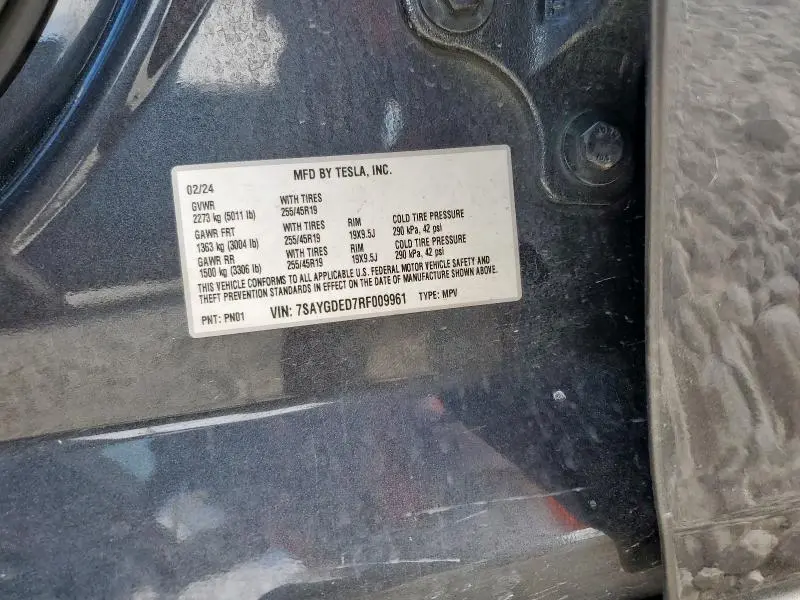 MFD BY TESLA, INC.
02/24
GVWR WITH TIRES
2273 kg (5011 lb) 255/45R19
GAWR FRT WITH TIRES RIM COLD TIRE PRESSURE
1363 kg (3004 lb) 255/45R19 19X9.5J 290 kPa, 42 psi
GAWR RR WITH TIRES RIM COLD TIRE PRESSURE
1500 kg (3306 lb) 255/45R19 19X9.5J 290 kPa, 42 psi
THIS VEHICLE CONFORMS TO ALL APPLICABLE U.S. FEDERAL MOTOR VEHICLE SAFETY AND
THEFT PREVENTION STANDARDS IN EFFECT ON THE DATE OF MANUFACTURE SHOWN ABOVE.
PNT: PN01 VIN: 7SAYGDED7RF009961 TYPE: MPV